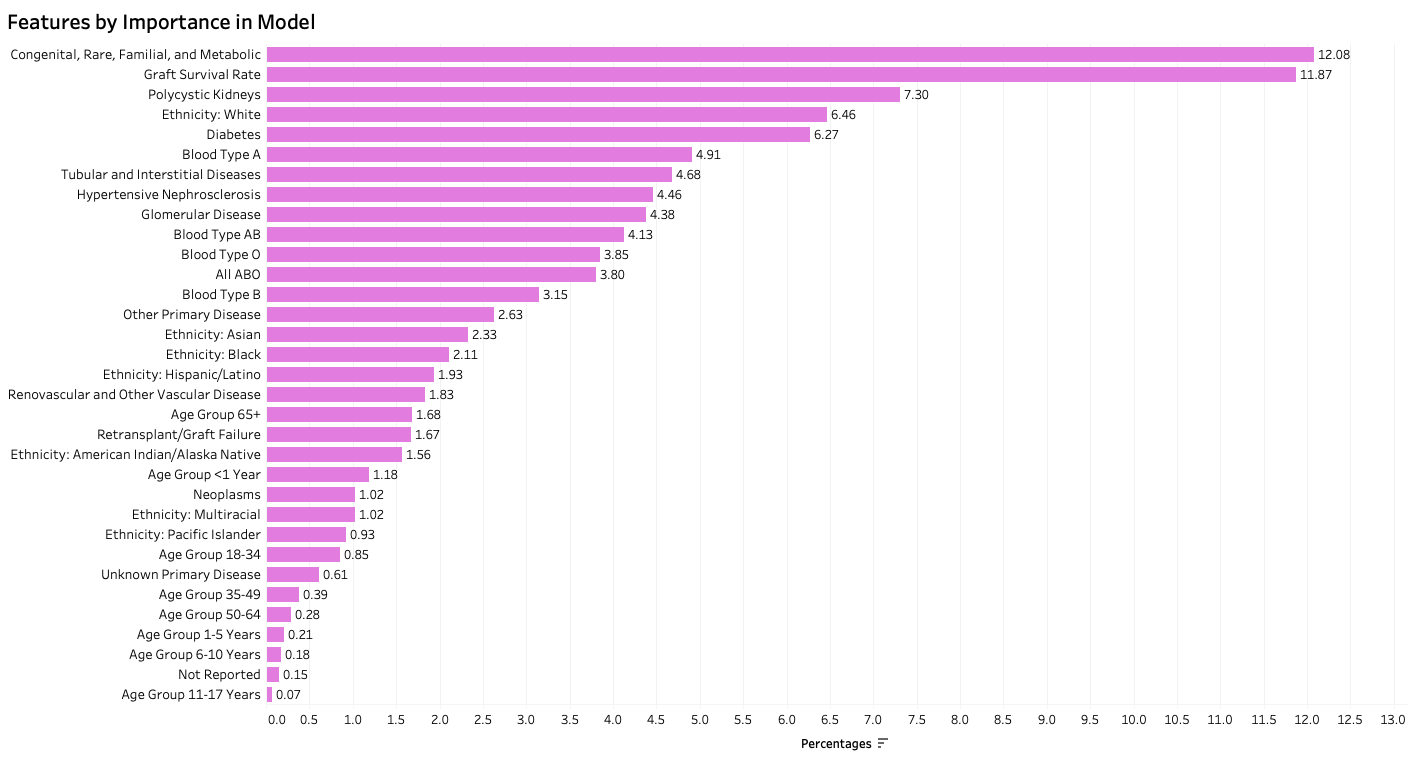 Features by Importance in Model
Congenital, Rare, Familial, and Metabolic 12.08
Graft Survival Rate 11.87
Polycystic Kidneys 7.30
Ethnicity: White 6.46
Diabetes 6.27
Blood Type A 4.91
Tubular and Interstitial Diseases 4.68
Hypertensive Nephrosclerosis 4.46
Glomerular Disease 4.38
Blood Type AB 4.13
Blood Type O 3.85
All ABO 3.80
Blood Type B 3.15
Other Primary Disease 2.63
Ethnicity: Asian 2.33
Ethnicity: Black 2.11
Ethnicity: Hispanic/Latino 1.93
Renovascular and Other Vascular Disease 1.83
Age Group 65+ 1.68
Retransplant/Graft Failure 1.67
Ethnicity: American Indian/Alaska Native 1.56
Age Group <1 Year 1.18
Neoplasms 1.02
Ethnicity: Multiracial 1.02
Ethnicity: Pacific Islander 0.93
Age Group 18-34 0.85
Unknown Primary Disease 0.61
Age Group 35-49 0.39
Age Group 50-64 0.28
Age Group 1-5 Years 0.21
Age Group 6-10 Years 0.18
Not Reported 0.15
Age Group 11-17 Years 0.07
0.0 0.5 1.0 1.5 2.0 2.5 3.0 3.5 4.0 4.5 5.0 5.5 6.0 6.5 7.0 7.5 8.0 8.5 9.0 9.5 10.0 10.5 11.0 11.5 12.0 12.5 13.0
Percentages